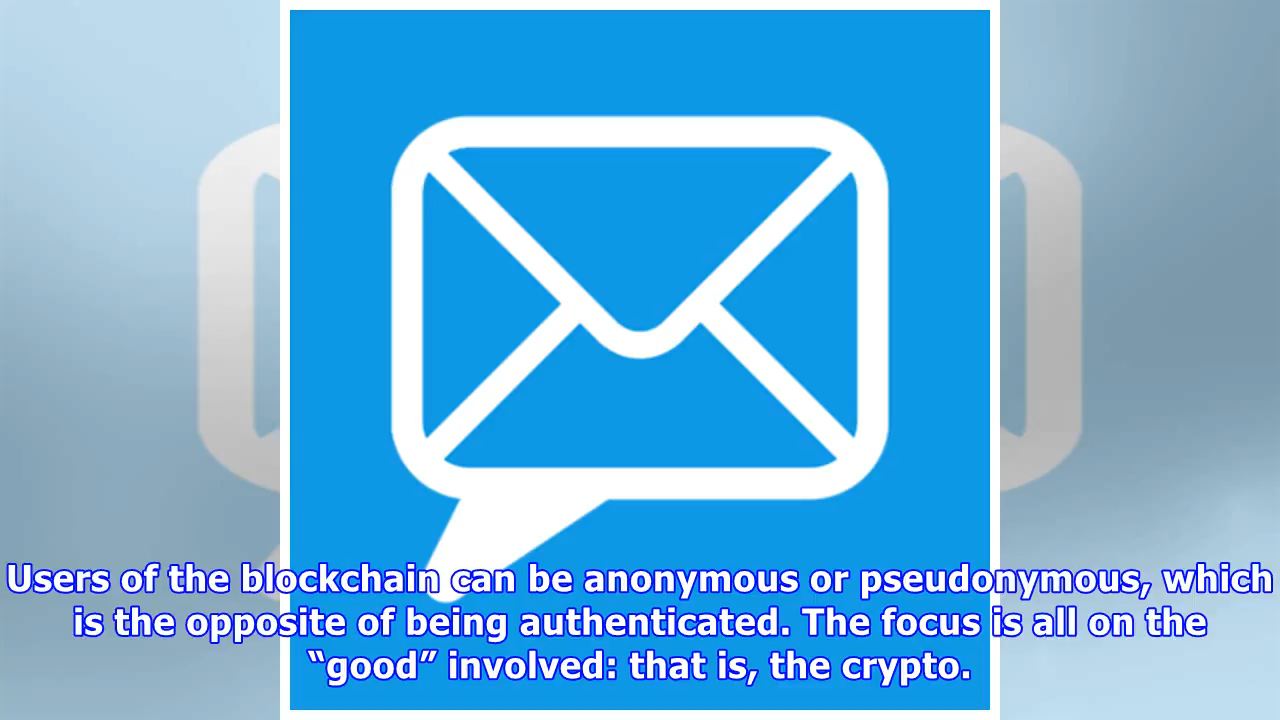 Users of the blockchain can be anonymous or pseudonymous, which
is the opposite of being authenticated. The focus is all on the
“good” involved: that is, the crypto.